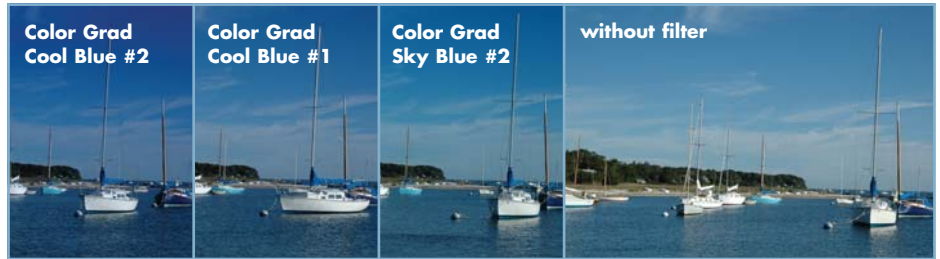 Color Grad
Cool Blue #2
Color Grad
Cool Blue #1
Color Grad
Sky Blue #2
without filter